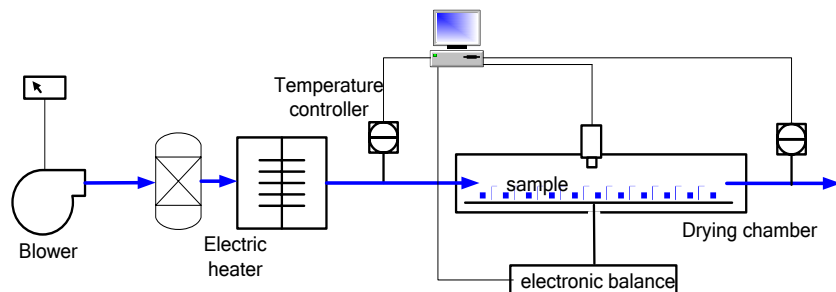 Temperature
controller
sample
Blower
Electric
heater
Drying chamber
electronic balance